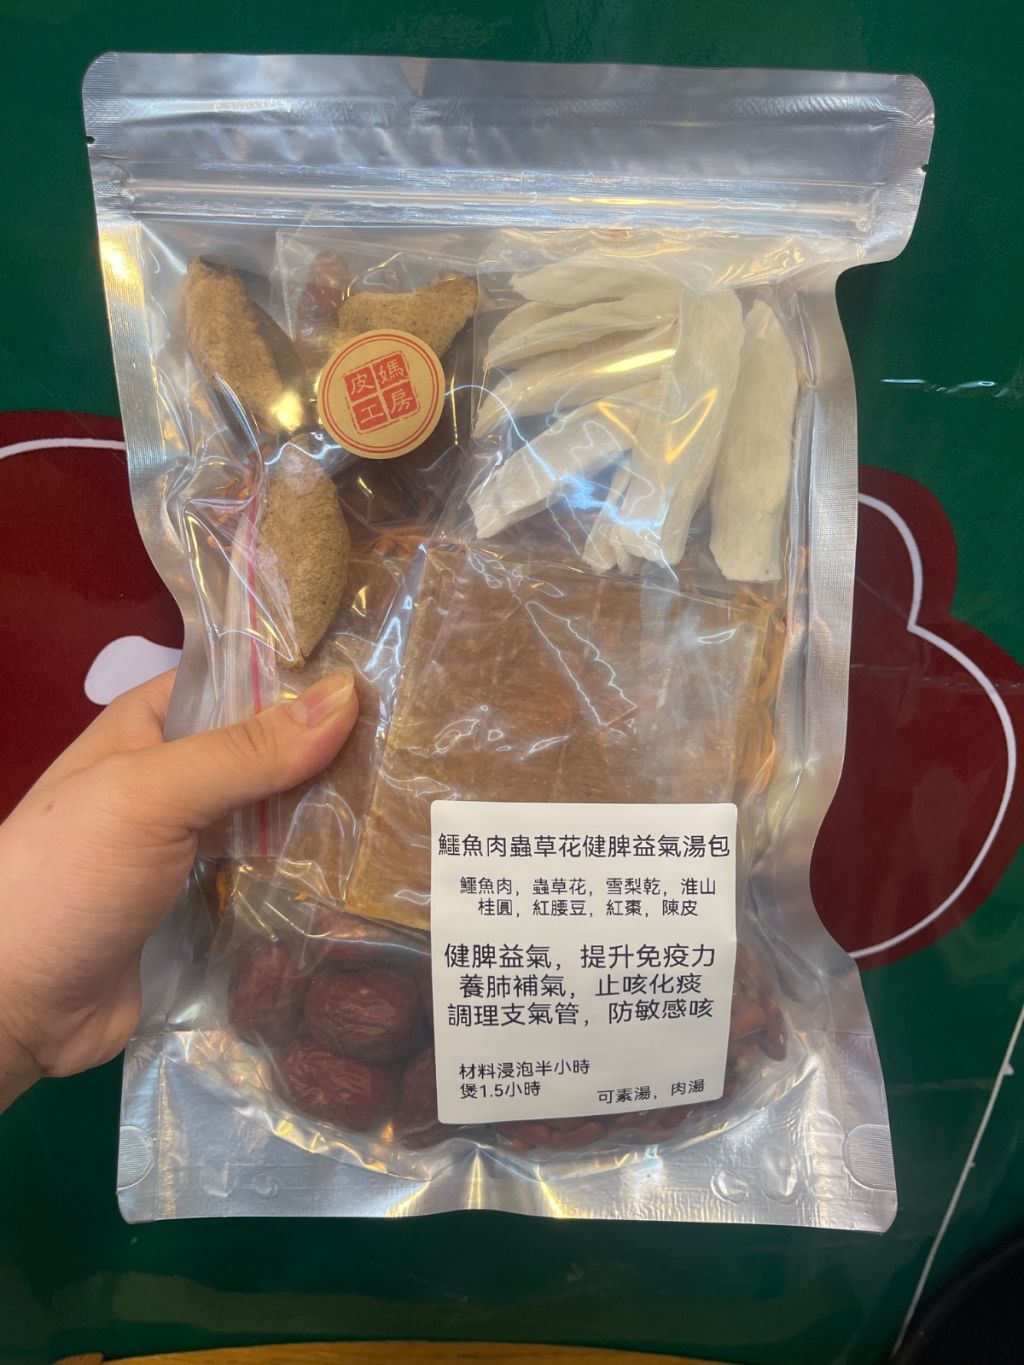 皮媽
工房
鱷魚肉蟲草花健脾益氣湯包
鱷魚肉，蟲草花，雪梨乾，淮山
桂圓，紅腰豆，紅棗，陳皮
健脾益氣，提升免疫力
養肺補氣，止咳化痰
調理支氣管，防敏感咳
材料浸泡半小時
煲1.5小時
可素湯，肉湯